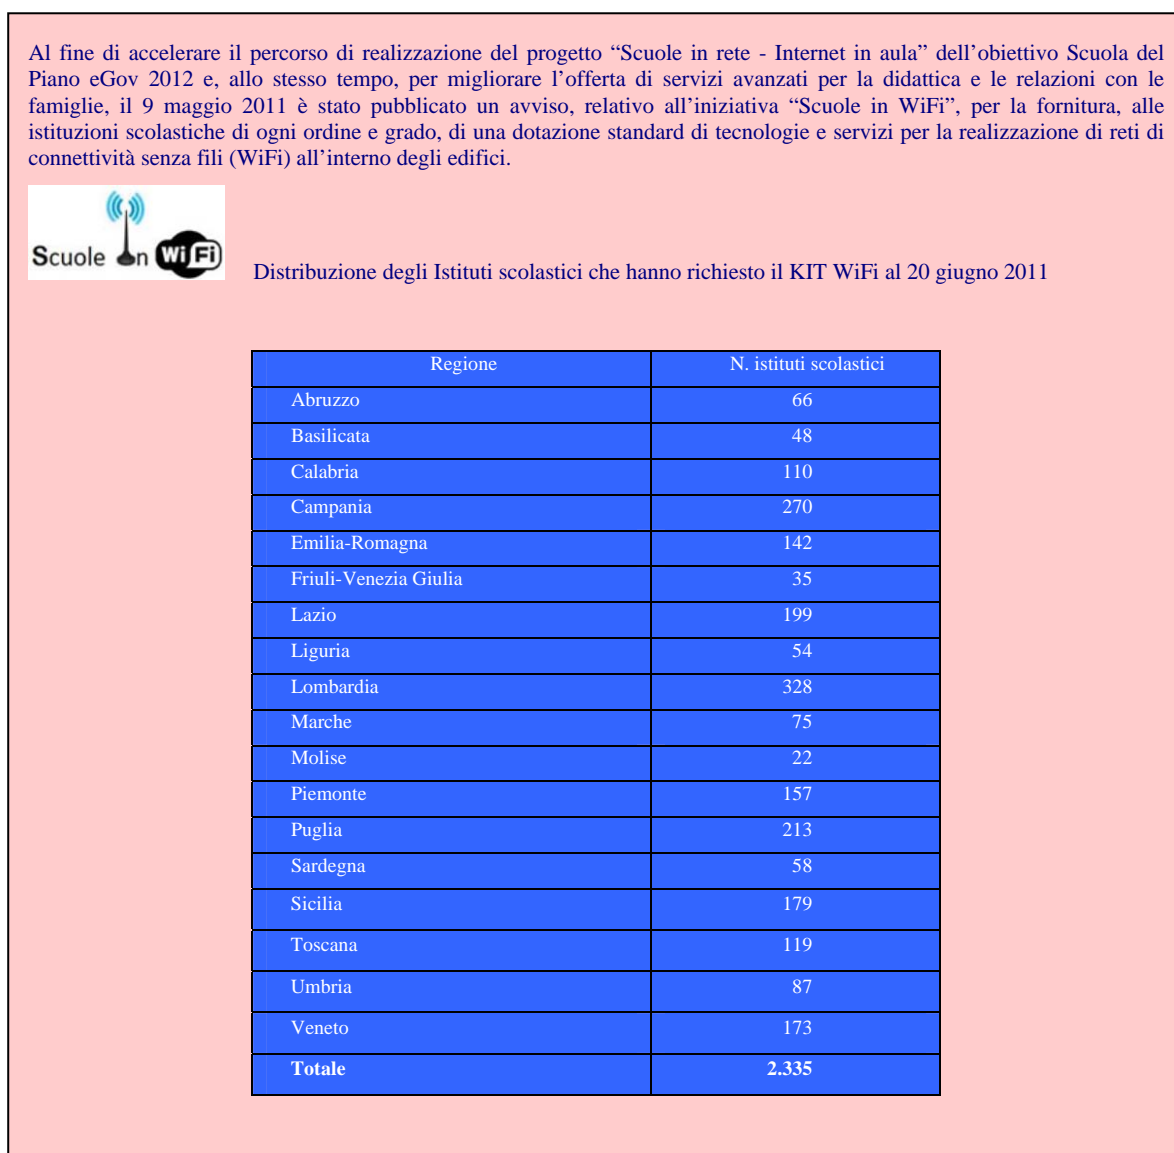 Al fine di accelerare il percorso di realizzazione del progetto “Scuole in rete - Internet in aula” dell’obiettivo Scuola del
Piano eGov 2012 e, allo stesso tempo, per migliorare l’offerta di servizi avanzati per la didattica e le relazioni con le
famiglie, il 9 maggio 2011 è stato pubblicato un avviso, relativo all’iniziativa “Scuole in WiFi”, per la fornitura, alle
istituzioni scolastiche di ogni ordine e grado, di una dotazione standard di tecnologie e servizi per la realizzazione di reti di
connettività senza fili (WiFi) all’interno degli edifici.
Scuole in WiFi
Distribuzione degli Istituti scolastici che hanno richiesto il KIT WiFi al 20 giugno 2011
Regione N. istituti scolastici
Abruzzo 66
Basilicata 48
Calabria 110
Campania 270
Emilia-Romagna 142
Friuli-Venezia Giulia 35
Lazio 199
Liguria 54
Lombardia 328
Marche 75
Molise 22
Piemonte 157
Puglia 213
Sardegna 58
Sicilia 179
Toscana 119
Umbria 87
Veneto 173
Totale 2.335